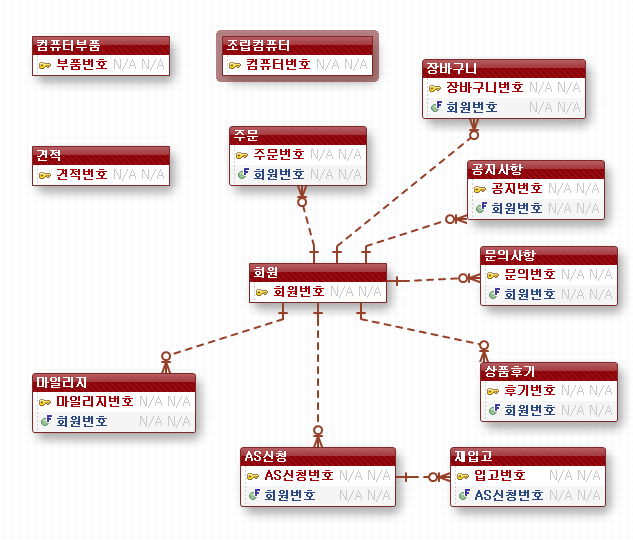 컴퓨터부품
부품번호 N/A N/A
조립컴퓨터
컴퓨터번호 N/A N/A
장바구니
장바구니번호 N/A N/A
회원번호 N/A N/A
주문
주문번호 N/A N/A
회원번호 N/A N/A
견적
견적번호 N/A N/A
공지사항
공지번호 N/A N/A
회원번호 N/A N/A
문의사항
문의번호 N/A N/A
회원번호 N/A N/A
회원
회원번호 N/A N/A
마일리지
마일리지번호 N/A N/A
회원번호 N/A N/A
상품후기
후기번호 N/A N/A
회원번호 N/A N/A
AS신청
AS신청번호 N/A N/A
회원번호 N/A N/A
재입고
입고번호 N/A N/A
AS신청번호 N/A N/A